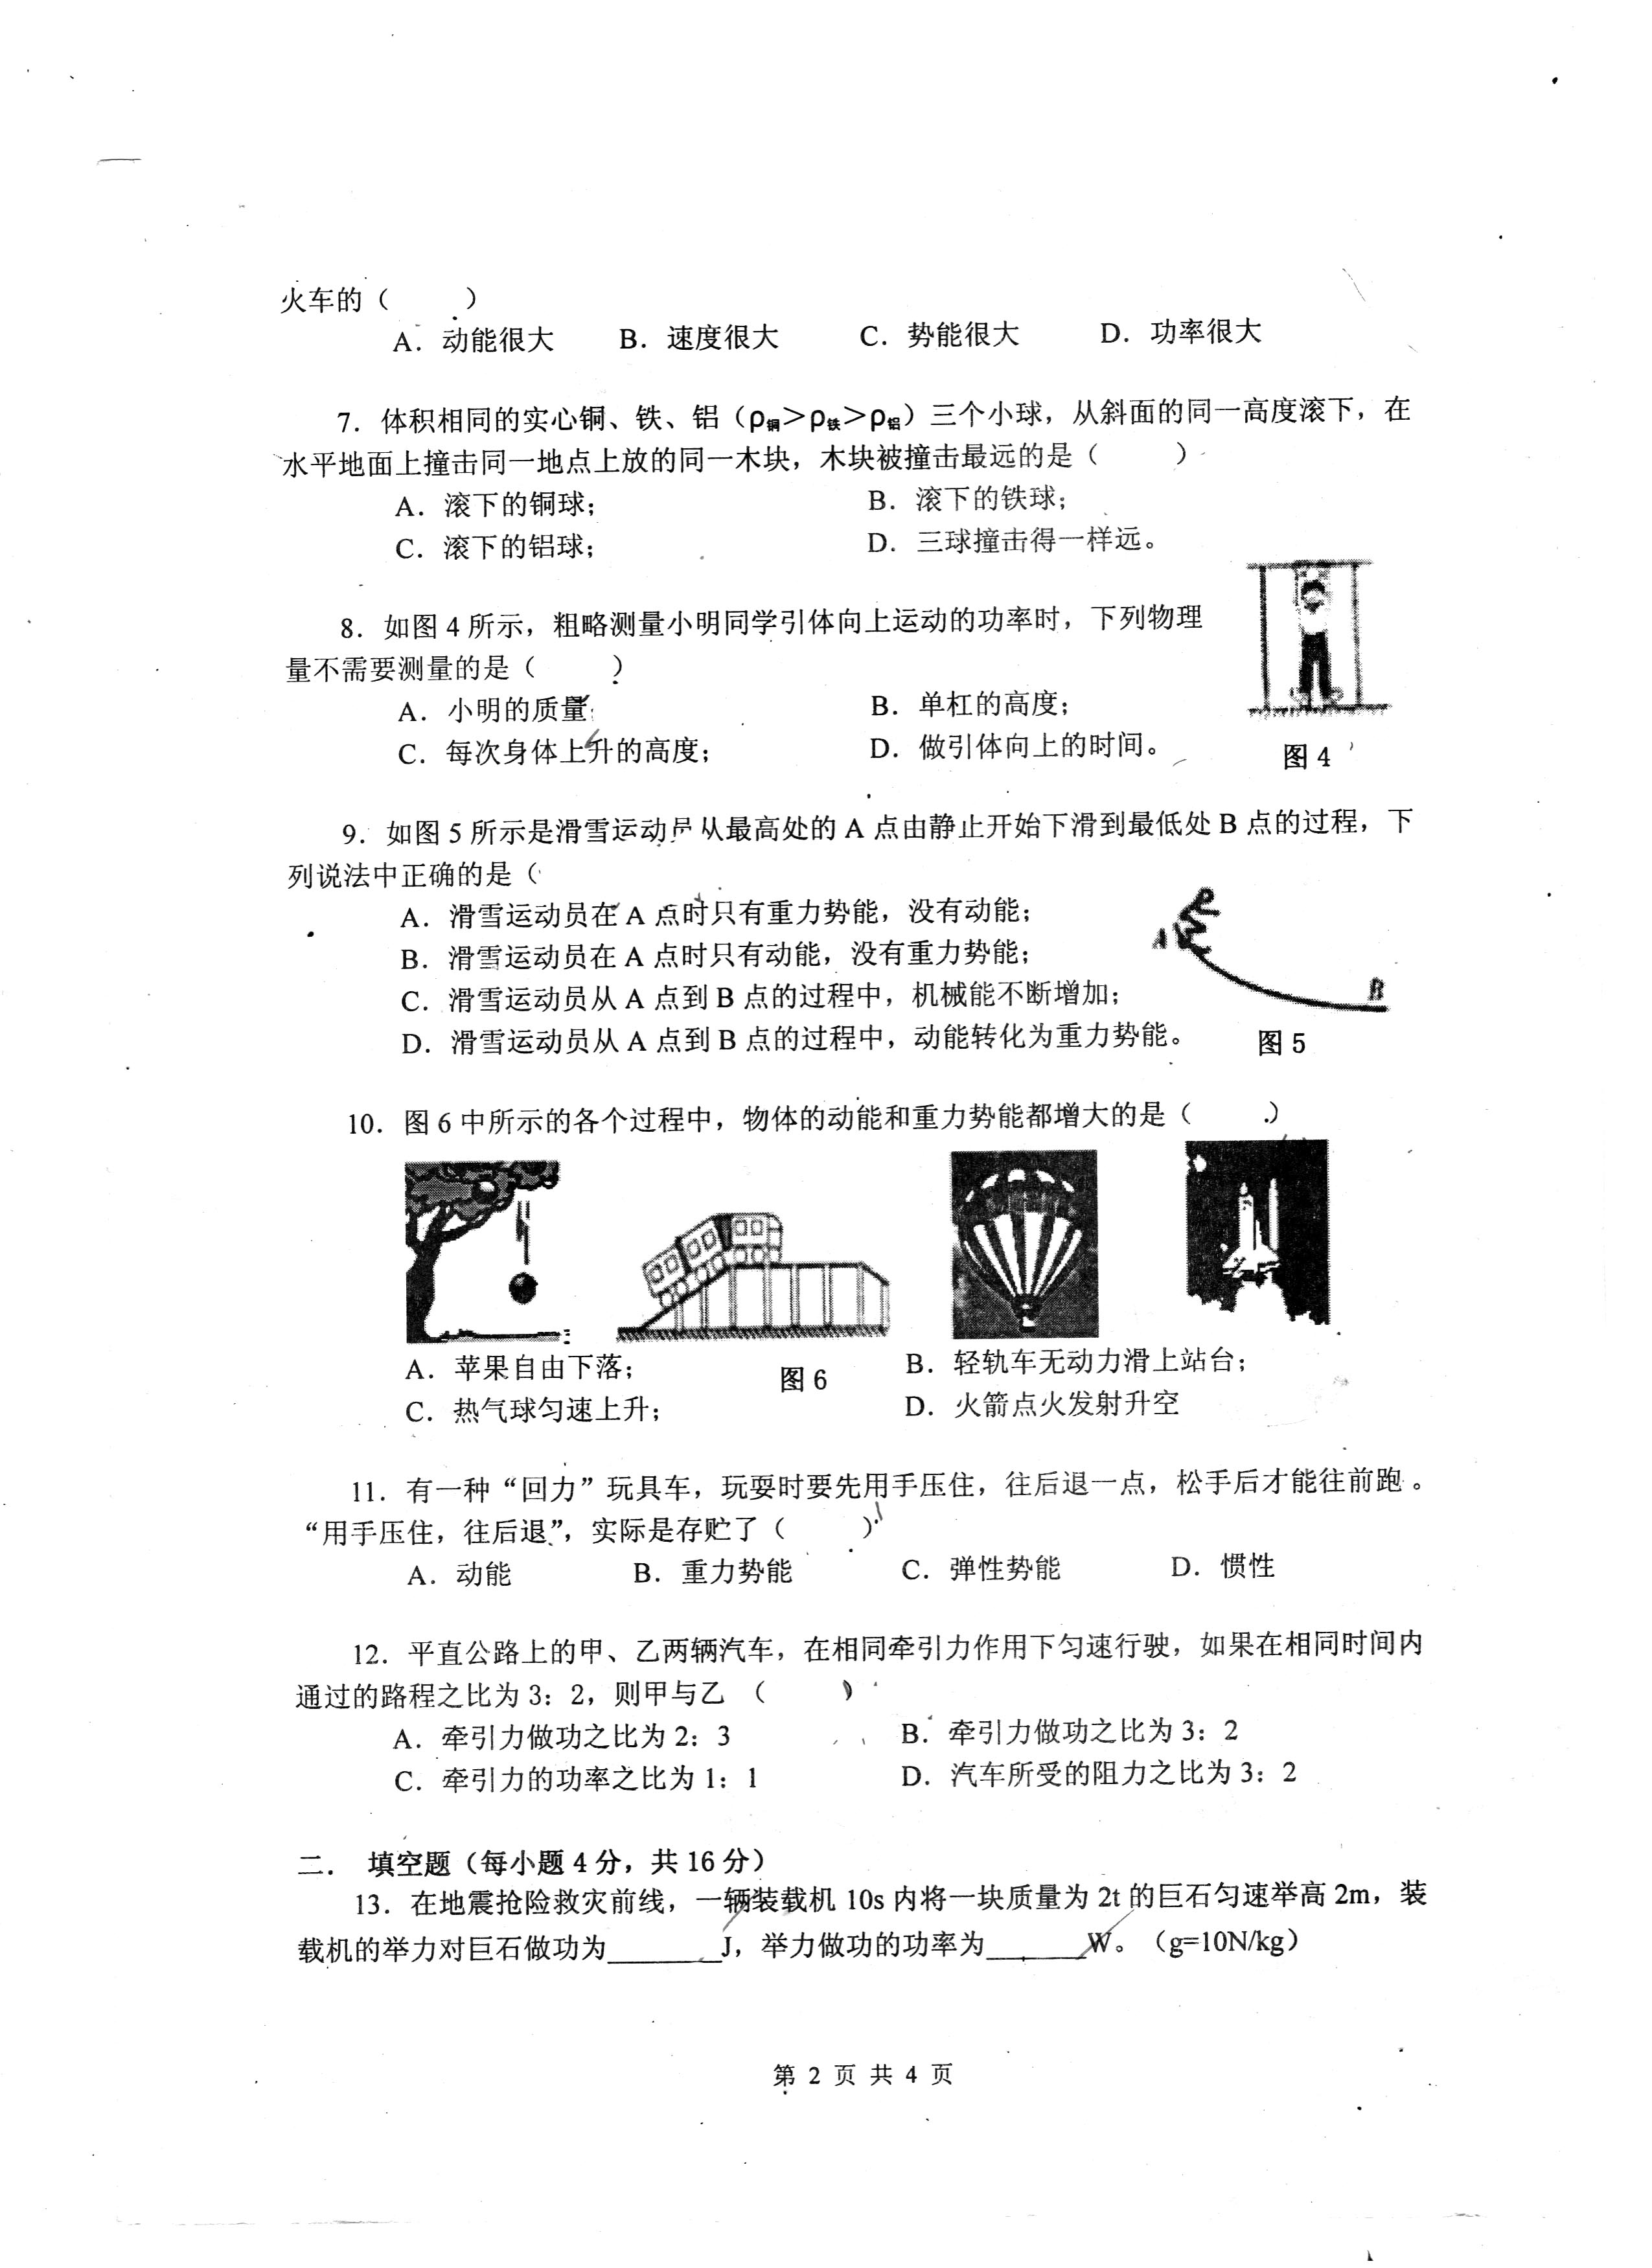 火车的（　　）
A．动能很大　B．速度很大　C．势能很大　D．功率很大
7．体积相同的实心铜、铁、铝（ρ铜＞ρ铁＞ρ铝）三个小球，从斜面的同一高度滚下，在
水平地面上撞击同一地点上放的同一木块，木块被撞击最远的是（　　）
A．滚下的铜球；　B．滚下的铁球；
C．滚下的铝球；　D．三球撞击得一样远。
8．如图 4 所示，粗略测量小明同学引体向上运动的功率时，下列物理
量不需要测量的是（　　）
A．小明的质量　B．单杠的高度；
C．每次身体上升的高度；　D．做引体向上的时间。
图 4
9．如图 5 所示是滑雪运动员从最高处的 A 点由静止开始下滑到最低处 B 点的过程，下
列说法中正确的是（
A．滑雪运动员在 A 点时只有重力势能，没有动能；
B．滑雪运动员在 A 点时只有动能，没有重力势能；
C．滑雪运动员从 A 点到 B 点的过程中，机械能不断增加；
D．滑雪运动员从 A 点到 B 点的过程中，动能转化为重力势能。
A
B
图 5
10．图 6 中所示的各个过程中，物体的动能和重力势能都增大的是（　　）
A．苹果自由下落；　B．轻轨车无动力滑上站台；
图 6
C．热气球匀速上升；　D．火箭点火发射升空
11．有一种“回力”玩具车，玩耍时要先用手压住，往后退一点，松手后才能往前跑。
“用手压住，往后退”，实际是存贮了（　　）
A．动能　B．重力势能　C．弹性势能　D．惯性
12．平直公路上的甲、乙两辆汽车，在相同牵引力作用下匀速行驶，如果在相同时间内
通过的路程之比为 3：2，则甲与乙（　　）
A．牵引力做功之比为 2：3　B．牵引力做功之比为 3：2
C．牵引力的功率之比为 1：1　D．汽车所受的阻力之比为 3：2
二．　填空题（每小题 4 分，共 16 分）
13．在地震抢险救灾前线，一辆装载机 10s 内将一块质量为 2t 的巨石匀速举高 2m，装
载机的举力对巨石做功为______J，举力做功的功率为______W。（g=10N/kg）
第 2 页 共 4 页